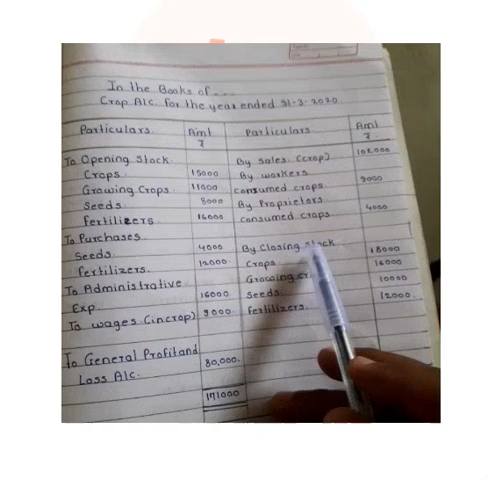 In the Books of ...
Crop A/c. for the year ended 31-3-2020
Particulars Amt ₹ Particulars Amt ₹
To Opening Stock By Sales (crop) 102000
Crops 15000 By workers
Growing Crops 11000 consumed crops 9000
Seeds 8000 By Proprietors
fertilizers 16000 consumed crops 4000
To Purchases
Seeds 4000 By Closing Stock
fertilizers 12000 Crops 18000
To Administrative Growing 16000
Exp 16000 Seeds 10000
To wages (incrop) 9000 fertilizers 12000
To General Profit and
Loss A/c. 80,000.
171000